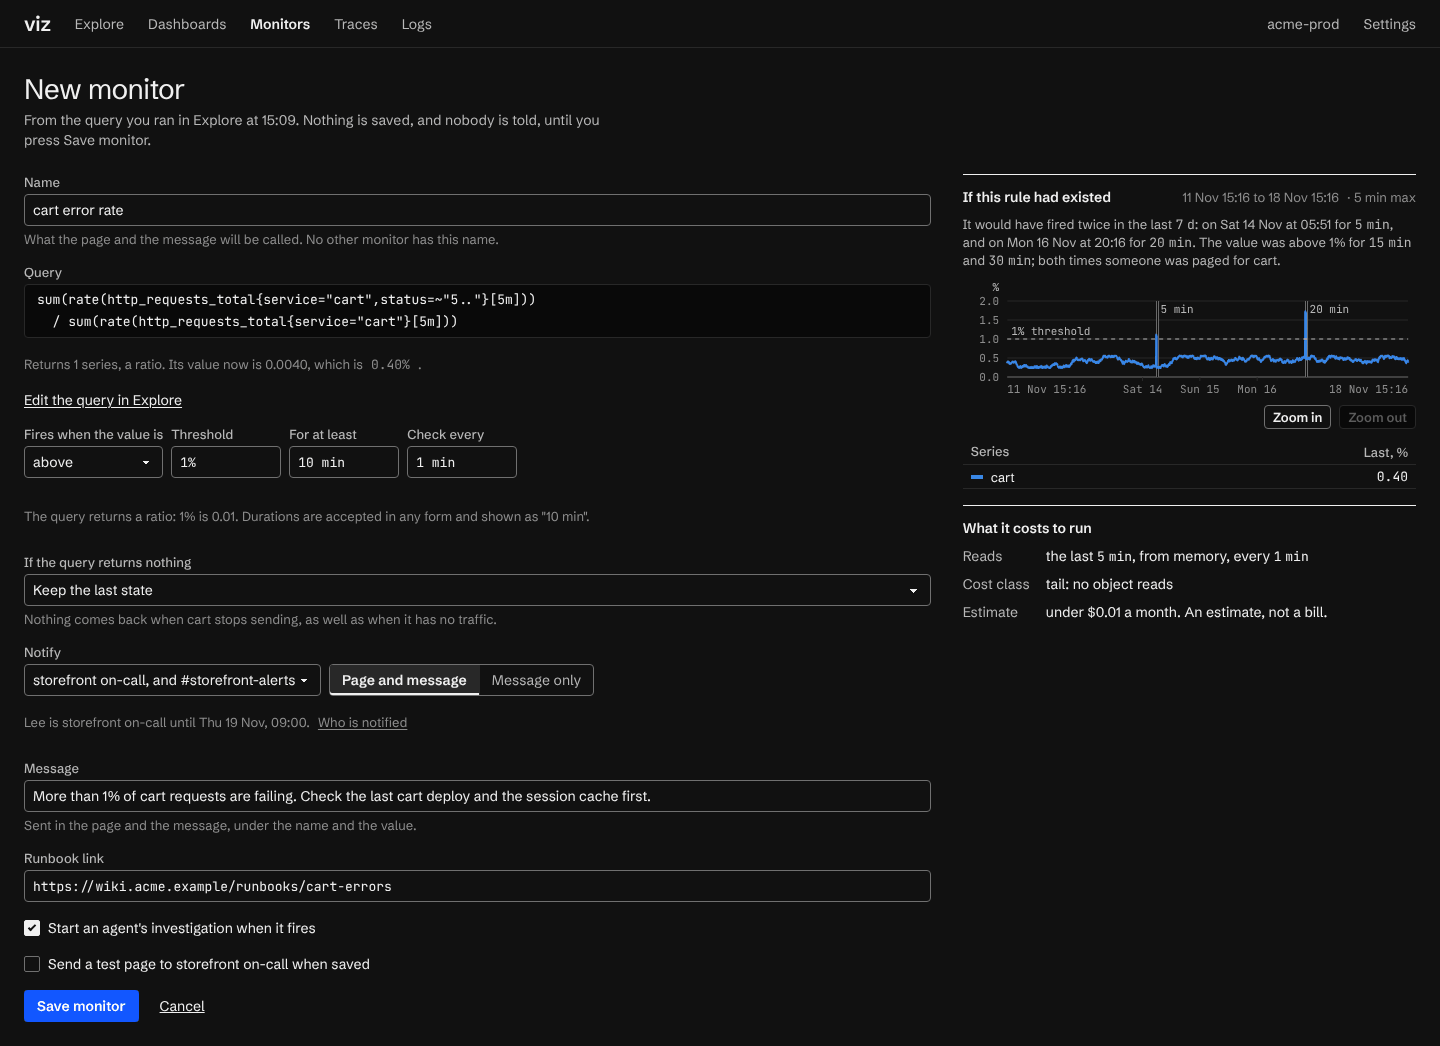 viz Explore Dashboards Monitors Traces Logs acme-prod Settings
New monitor
From the query you ran in Explore at 15:09. Nothing is saved, and nobody is told, until you
press Save monitor.
Name
cart error rate
What the page and the message will be called. No other monitor has this name.
Query
sum(rate(http_requests_total{service="cart",status=~"5.."}[5m]))
/ sum(rate(http_requests_total{service="cart"}[5m]))
Returns 1 series, a ratio. Its value now is 0.0040, which is 0.40% .
Edit the query in Explore
Fires when the value is Threshold For at least Check every
above 1% 10 min 1 min
The query returns a ratio: 1% is 0.01. Durations are accepted in any form and shown as "10 min".
If the query returns nothing
Keep the last state
Nothing comes back when cart stops sending, as well as when it has no traffic.
Notify
storefront on-call, and #storefront-alerts Page and message Message only
Lee is storefront on-call until Thu 19 Nov, 09:00. Who is notified
Message
More than 1% of cart requests are failing. Check the last cart deploy and the session cache first.
Sent in the page and the message, under the name and the value.
Runbook link
https://wiki.acme.example/runbooks/cart-errors
Start an agent's investigation when it fires
Send a test page to storefront on-call when saved
Save monitor Cancel
If this rule had existed 11 Nov 15:16 to 18 Nov 15:16 · 5 min max
It would have fired twice in the last 7 d: on Sat 14 Nov at 05:51 for 5 min,
and on Mon 16 Nov at 20:16 for 20 min. The value was above 1% for 15 min
and 30 min; both times someone was paged for cart.
%
2.0
5 min 20 min
1.5
1% threshold
1.0
0.5
0.0
11 Nov 15:16 Sat 14 Sun 15 Mon 16 18 Nov 15:16
Zoom in Zoom out
Series Last, %
cart 0.40
What it costs to run
Reads the last 5 min, from memory, every 1 min
Cost class tail: no object reads
Estimate under $0.01 a month. An estimate, not a bill.